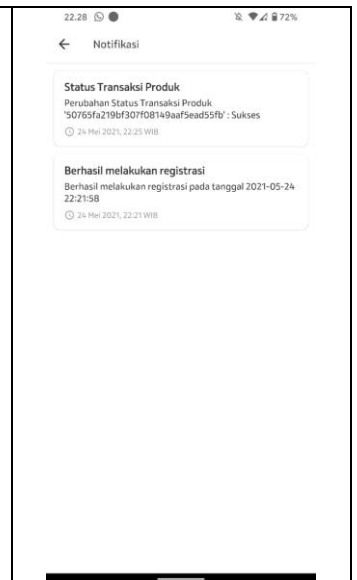 22.28 72%
Notifikasi
Status Transaksi Produk
Perubahan Status Transaksi Produk
'50765fa219bf307f08149aaf5ead55fb' : Sukses
24 Mei 2021, 22:25 WIB
Berhasil melakukan registrasi
Berhasil melakukan registrasi pada tanggal 2021-05-24
22:21:58
24 Mei 2021, 22:21 WIB